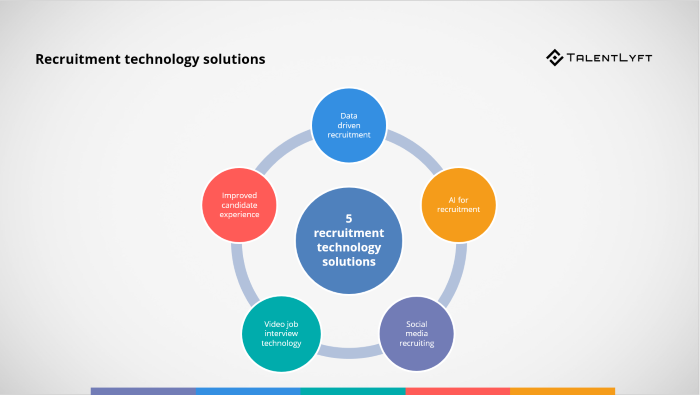 Recruitment technology solutions
TALENTLYFT
Data
driven
recruitment
Improved
candidate
experience
AI for
recruitment
5
recruitment
technology
solutions
Video job
interview
technology
Social
media
recruiting